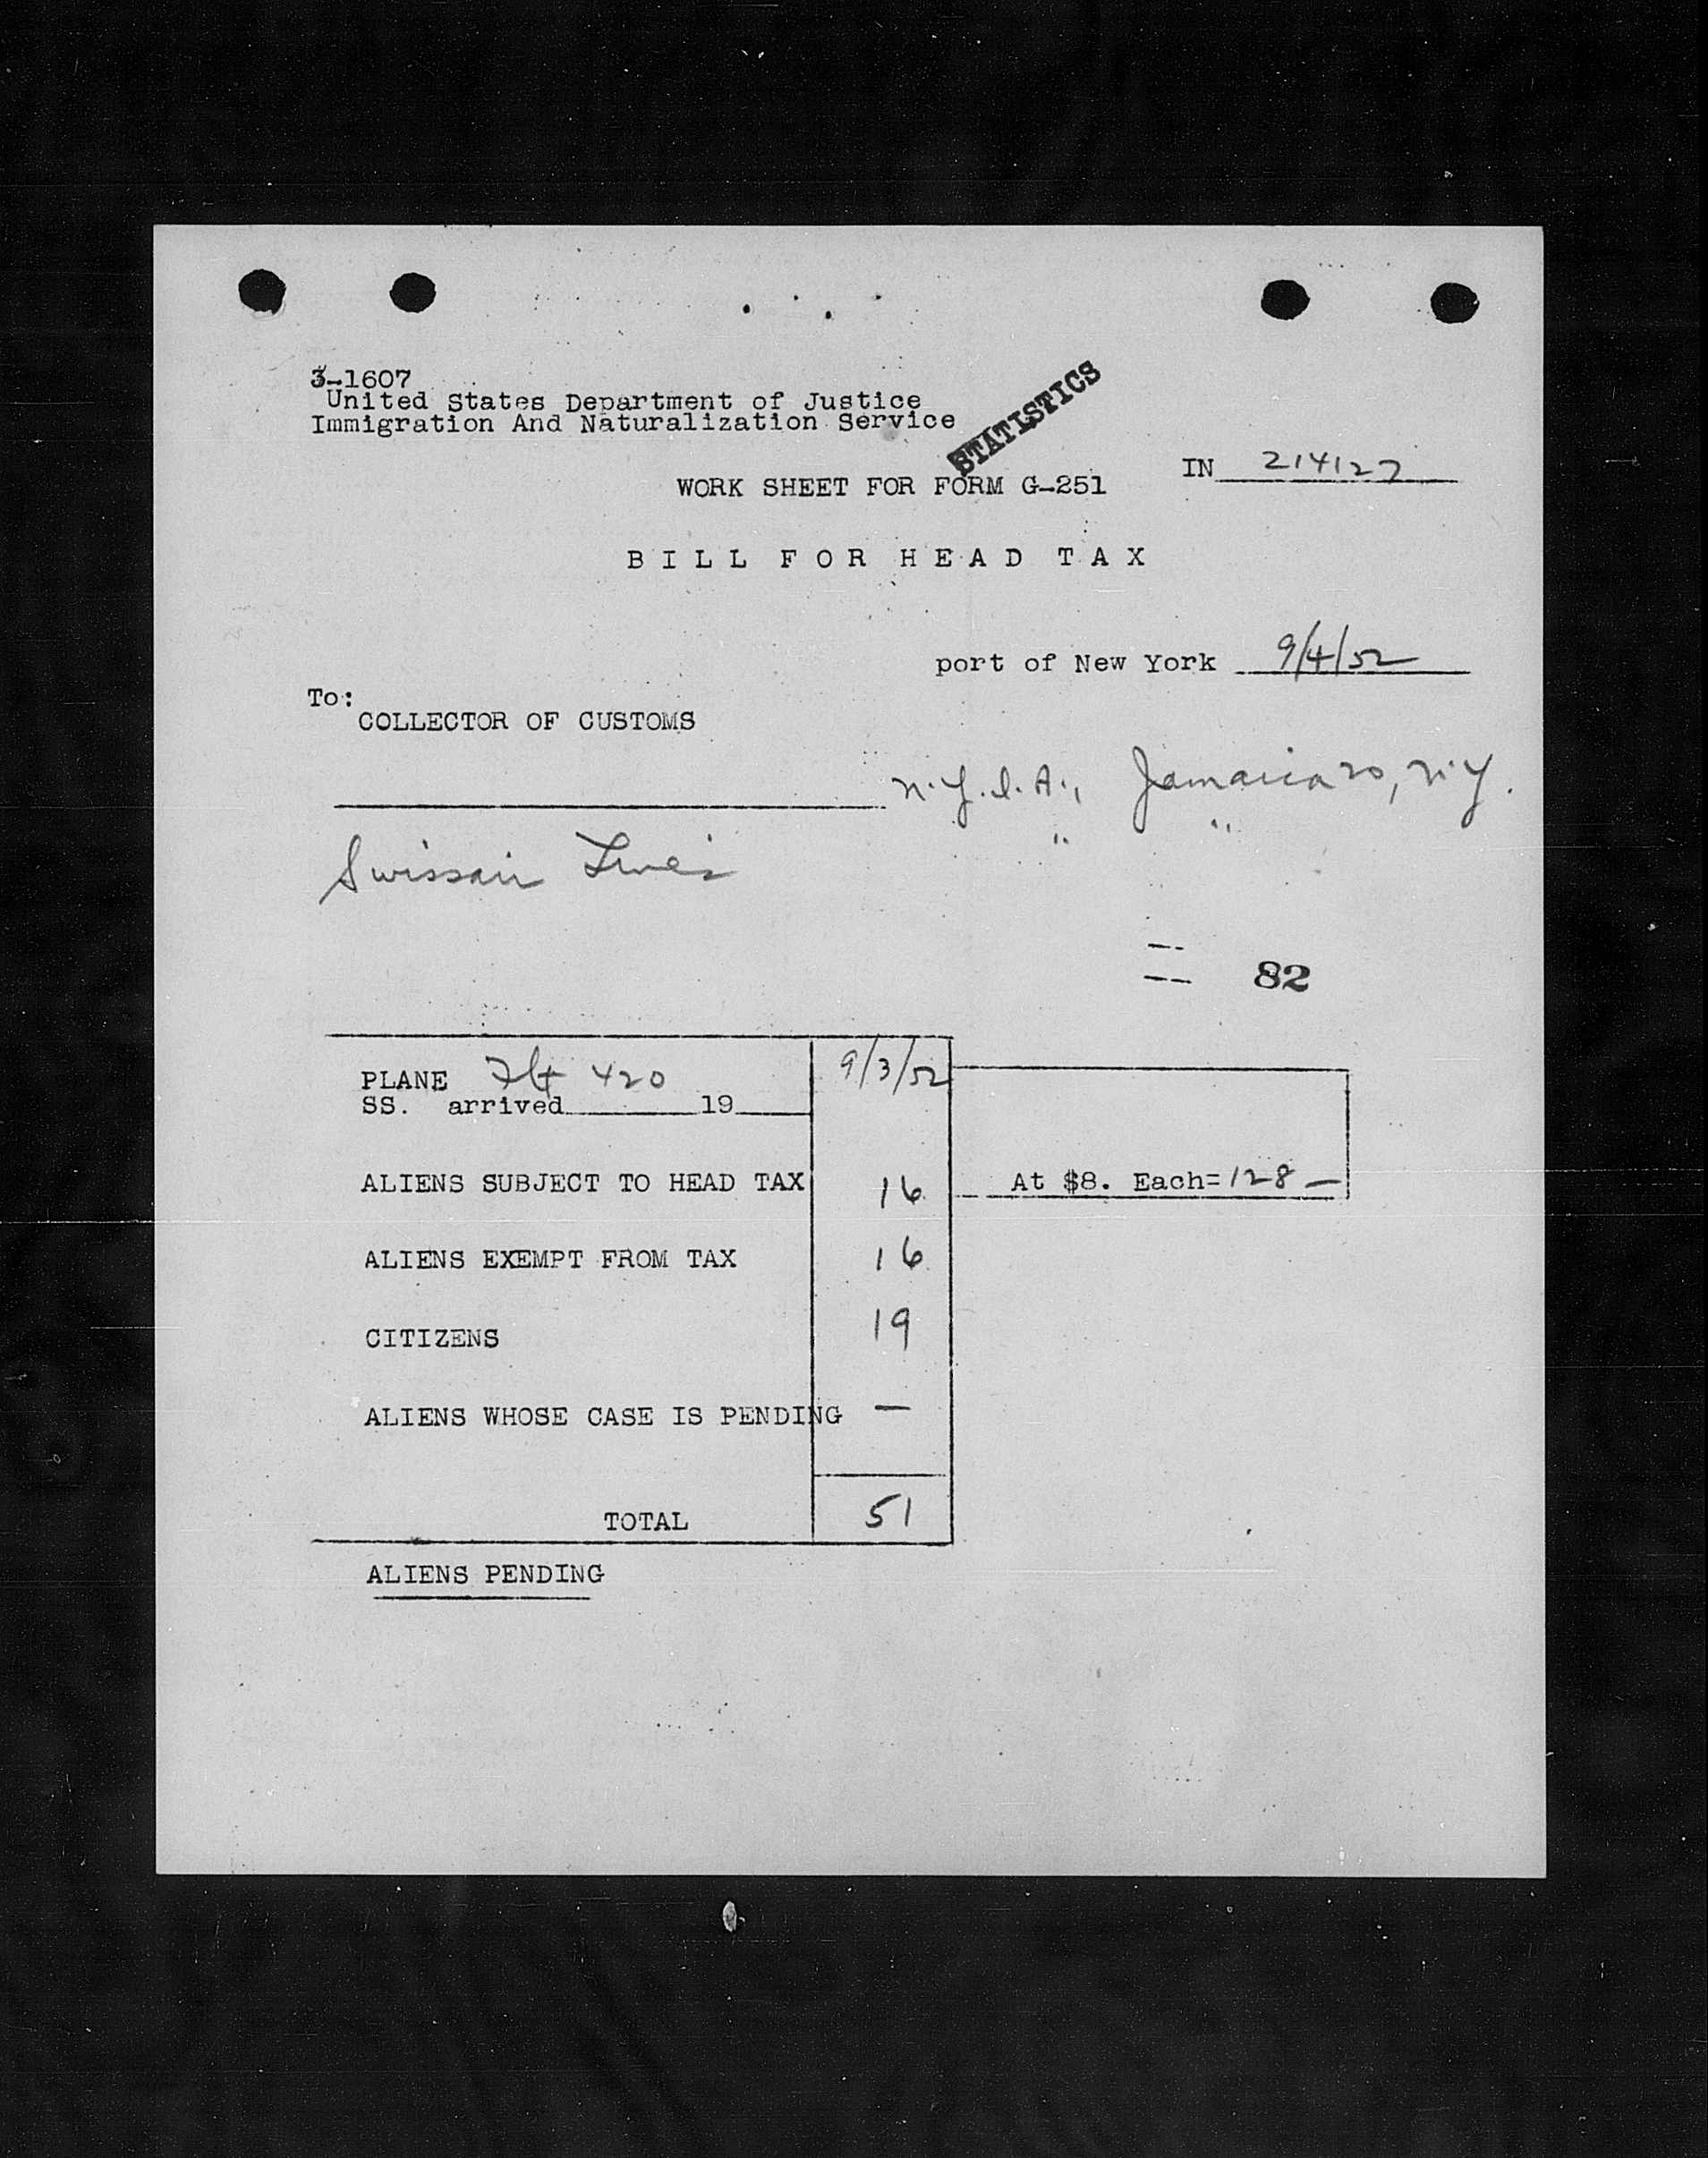 3-1607
United States Department of Justice
Immigration And Naturalization Service
STATISTICS
IN 214127
WORK SHEET FOR FORM G-251
BILL FOR HEAD TAX
port of New York 9/4/52
To:
COLLECTOR OF CUSTOMS
N.Y.I.A., Jamaica 20, N.Y.
" "
Swissair Lines
82
PLANE Flt 420 9/3/52
SS. arrived 19
ALIENS SUBJECT TO HEAD TAX 16 At $8. Each= 128 —
ALIENS EXEMPT FROM TAX 16
CITIZENS 19
ALIENS WHOSE CASE IS PENDING —
TOTAL 51
ALIENS PENDING